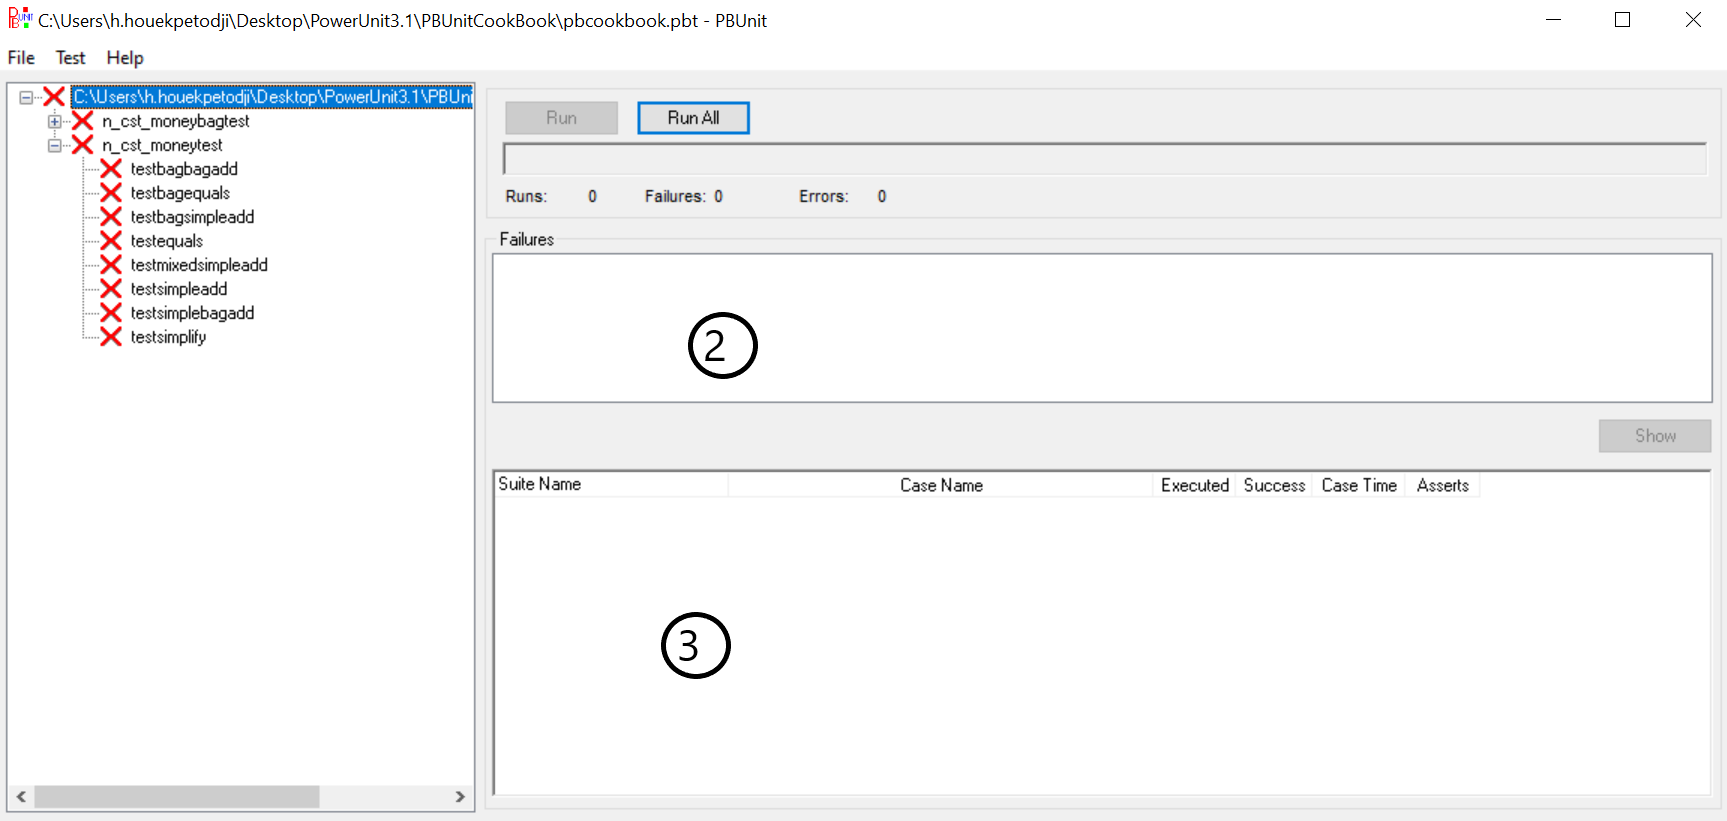 PBUNIT C:\Users\h.houekpetodji\Desktop\PowerUnit3.1\PBUnitCookBook\pbcookbook.pbt - PBUnit
File Test Help
C:\Users\h.houekpetodji\Desktop\PowerUnit3.1\PBUni
n_cst_moneybagtest
n_cst_moneytest
testbagbagadd
testbagequals
testbagsimpleadd
testequals
testmixedsimpleadd
testsimpleadd
testsimplebagadd
testsimplify
Run Run All
Runs: 0 Failures: 0 Errors: 0
Failures
2
Show
Suite Name Case Name Executed Success Case Time Asserts
3